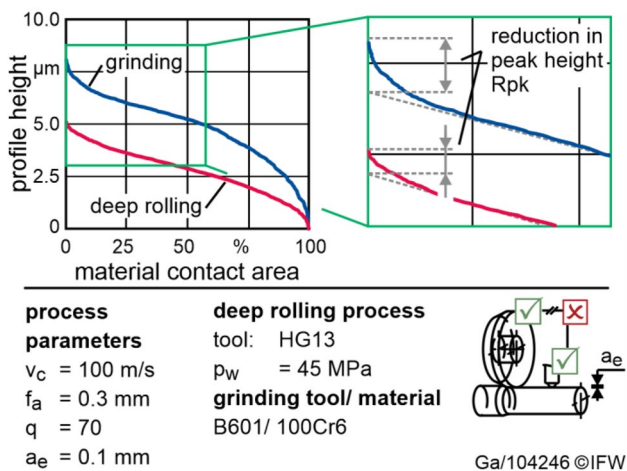 10.0
µm
5.0
2.5
0
profile height
grinding
deep rolling
0 25 50 % 100
material contact area
reduction in
peak height
Rpk
process
parameters
vc = 100 m/s
fa = 0.3 mm
q = 70
ae = 0.1 mm
deep rolling process
tool: HG13
pw = 45 MPa
grinding tool/ material
B601/ 100Cr6
ae
Ga/104246 ©IFW